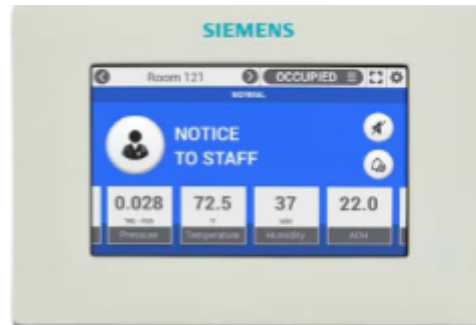 SIEMENS
Room 121 OCCUPIED
NORMAL
NOTICE
TO STAFF
0.028 72.5 37 22.0
°F %RH
Pressure Temperature Humidity ACH